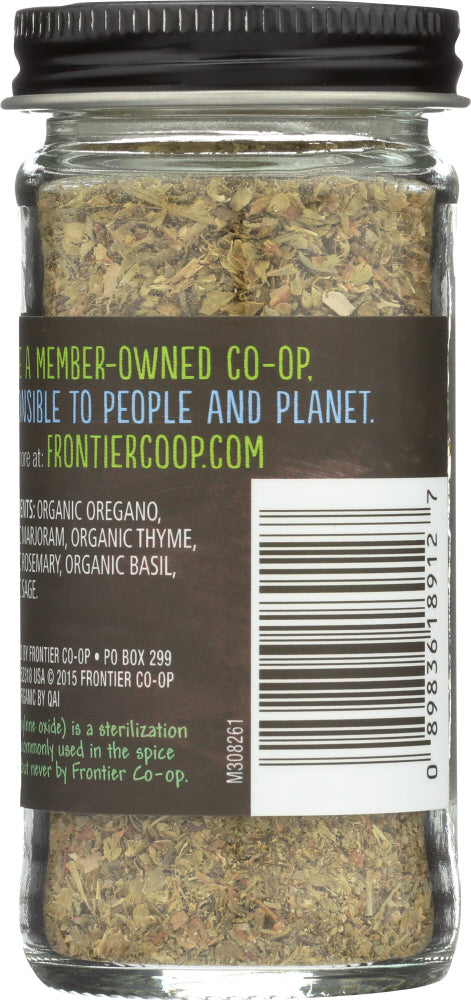 A MEMBER-OWNED CO-OP,
TO PEOPLE AND PLANET.
at: FRONTIERCOOP.COM
ORGANIC OREGANO,
MARJORAM, ORGANIC THYME,
ROSEMARY, ORGANIC BASIL,
SAGE.
BY FRONTIER CO-OP • PO BOX 299
USA © 2015 FRONTIER CO-OP
BY QAI
oxide) is a sterilization
commonly used in the spice
never by Frontier Co-op.
M308261
0 89836 18912 7